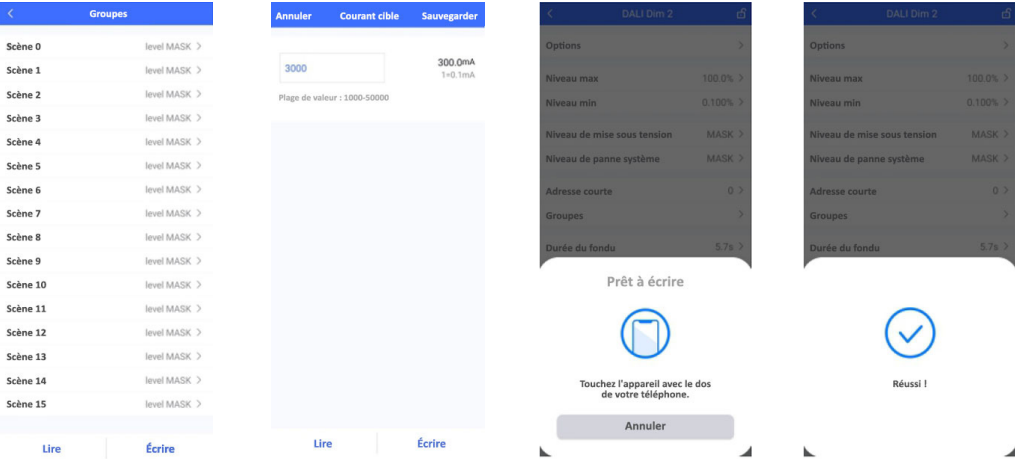 Groupes
Scène 0 level MASK
Scène 1 level MASK
Scène 2 level MASK
Scène 3 level MASK
Scène 4 level MASK
Scène 5 level MASK
Scène 6 level MASK
Scène 7 level MASK
Scène 8 level MASK
Scène 9 level MASK
Scène 10 level MASK
Scène 11 level MASK
Scène 12 level MASK
Scène 13 level MASK
Scène 14 level MASK
Scène 15 level MASK
Lire Écrire
Annuler Courant cible Sauvegarder
3000 300.0mA
1=0.1mA
Plage de valeur : 1000-50000
Lire Écrire
DALI Dim 2
Options
Niveau max 100.0%
Niveau min 0.100%
Niveau de mise sous tension MASK
Niveau de panne système MASK
Adresse courte 0
Groupes
Durée du fondu 5.7s
Prêt à écrire
Touchez l'appareil avec le dos
de votre téléphone.
Annuler
DALI Dim 2
Options
Niveau max 100.0%
Niveau min 0.100%
Niveau de mise sous tension MASK
Niveau de panne système MASK
Adresse courte 0
Groupes
Durée du fondu 5.7s
Réussi !